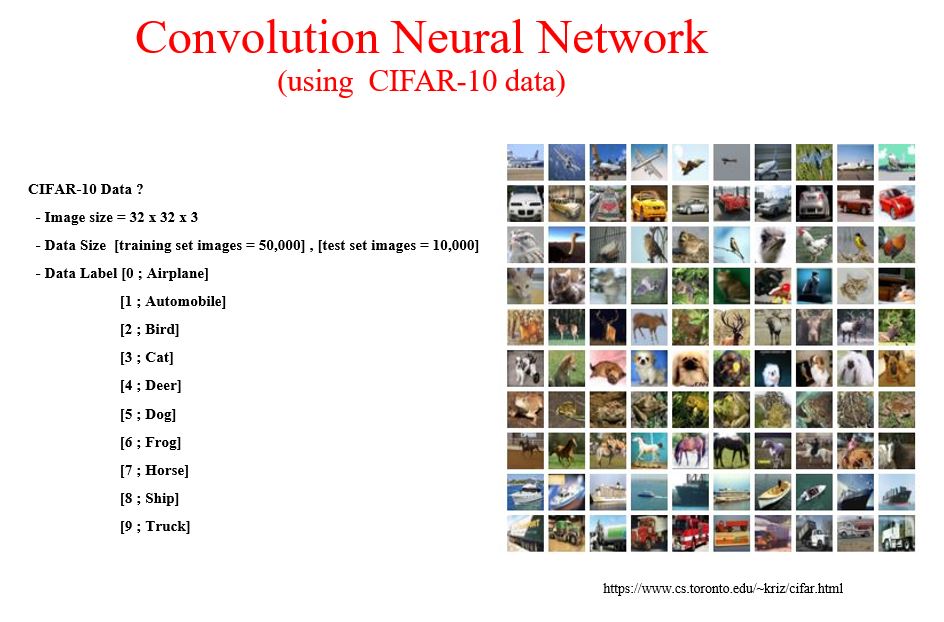 Convolution Neural Network
(using CIFAR-10 data)
CIFAR-10 Data ?
- Image size = 32 x 32 x 3
- Data Size [training set images = 50,000] , [test set images = 10,000]
- Data Label [0 ; Airplane]
[1 ; Automobile]
[2 ; Bird]
[3 ; Cat]
[4 ; Deer]
[5 ; Dog]
[6 ; Frog]
[7 ; Horse]
[8 ; Ship]
[9 ; Truck]
https://www.cs.toronto.edu/~kriz/cifar.html